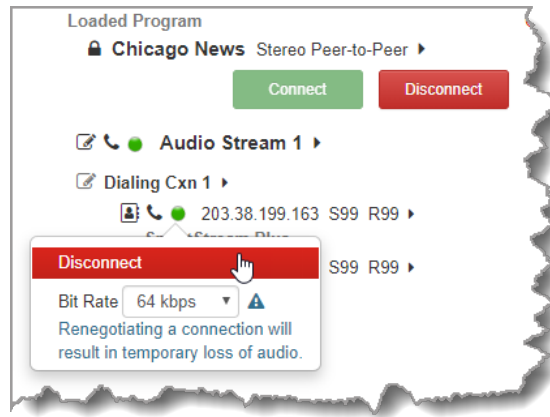 Loaded Program
Chicago News Stereo Peer-to-Peer
Connect Disconnect
Audio Stream 1
Dialing Cxn 1
203.38.199.163 S99 R99
Disconnect
S99 R99
Bit Rate 64 kbps
Renegotiating a connection will
result in temporary loss of audio.